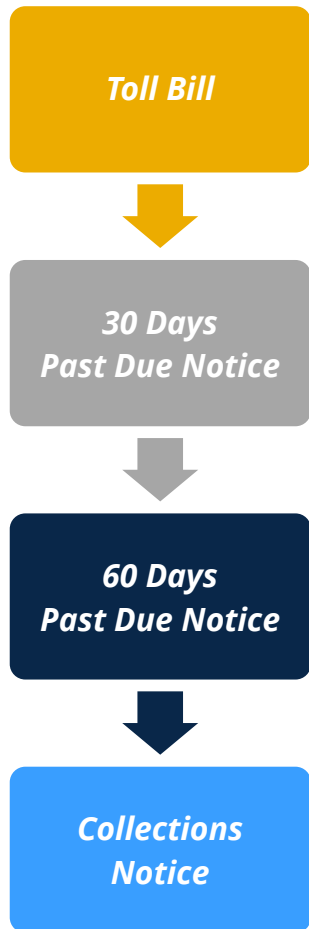 Toll Bill
30 Days
Past Due Notice
60 Days
Past Due Notice
Collections
Notice